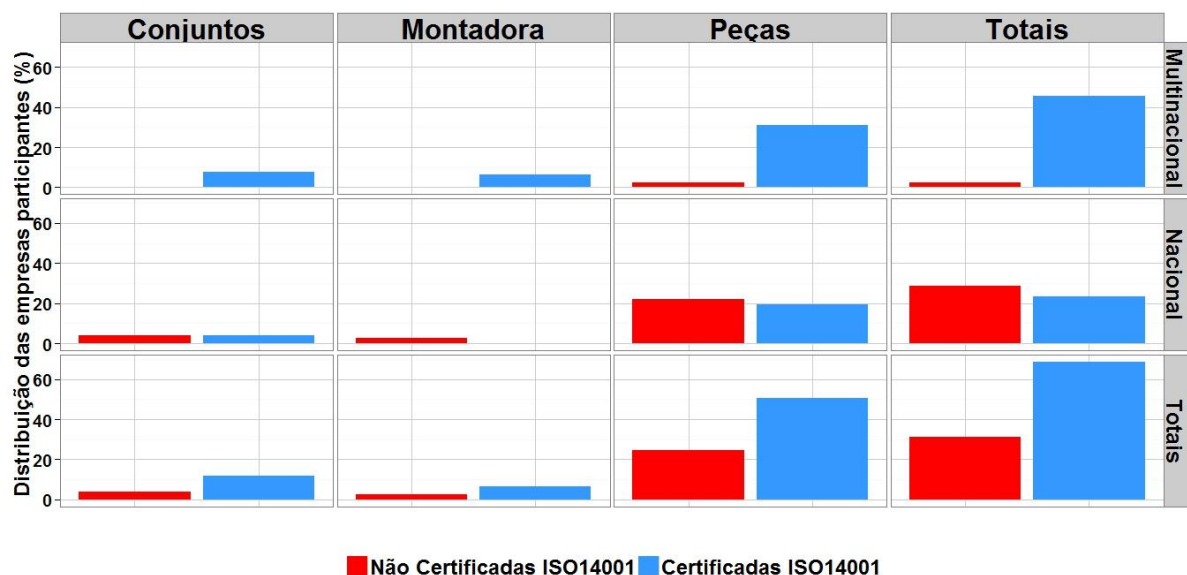 Conjuntos Montadora Peças Totais
Distribuição das empresas participantes (%)
60
40
20
0
Multinacional
60
40
20
0
Nacional
60
40
20
0
Totais
Não Certificadas ISO14001 Certificadas ISO14001